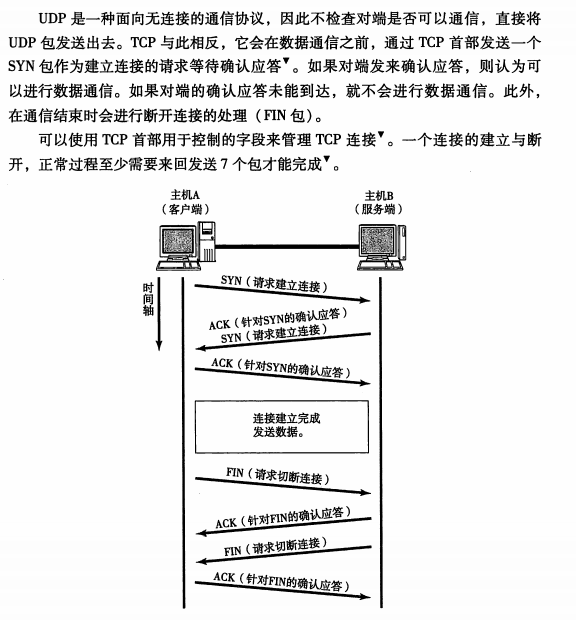 UDP 是一种面向无连接的通信协议，因此不检查对端是否可以通信，直接将
UDP 包发送出去。TCP 与此相反，它会在数据通信之前，通过 TCP 首部发送一个
SYN 包作为建立连接的请求等待确认应答▼。如果对端发来确认应答，则认为可
以进行数据通信。如果对端的确认应答未能到达，就不会进行数据通信。此外，
在通信结束时会进行断开连接的处理（FIN 包）。
可以使用 TCP 首部用于控制的字段来管理 TCP 连接▼。一个连接的建立与断
开，正常过程至少需要来回发送 7 个包才能完成▼。
主机A
（客户端）
主机B
（服务端）
时间轴
SYN（请求建立连接）
ACK（针对SYN的确认应答）
SYN（请求建立连接）
ACK（针对SYN的确认应答）
连接建立完成
发送数据。
FIN（请求切断连接）
ACK（针对FIN的确认应答）
FIN（请求切断连接）
ACK（针对FIN的确认应答）